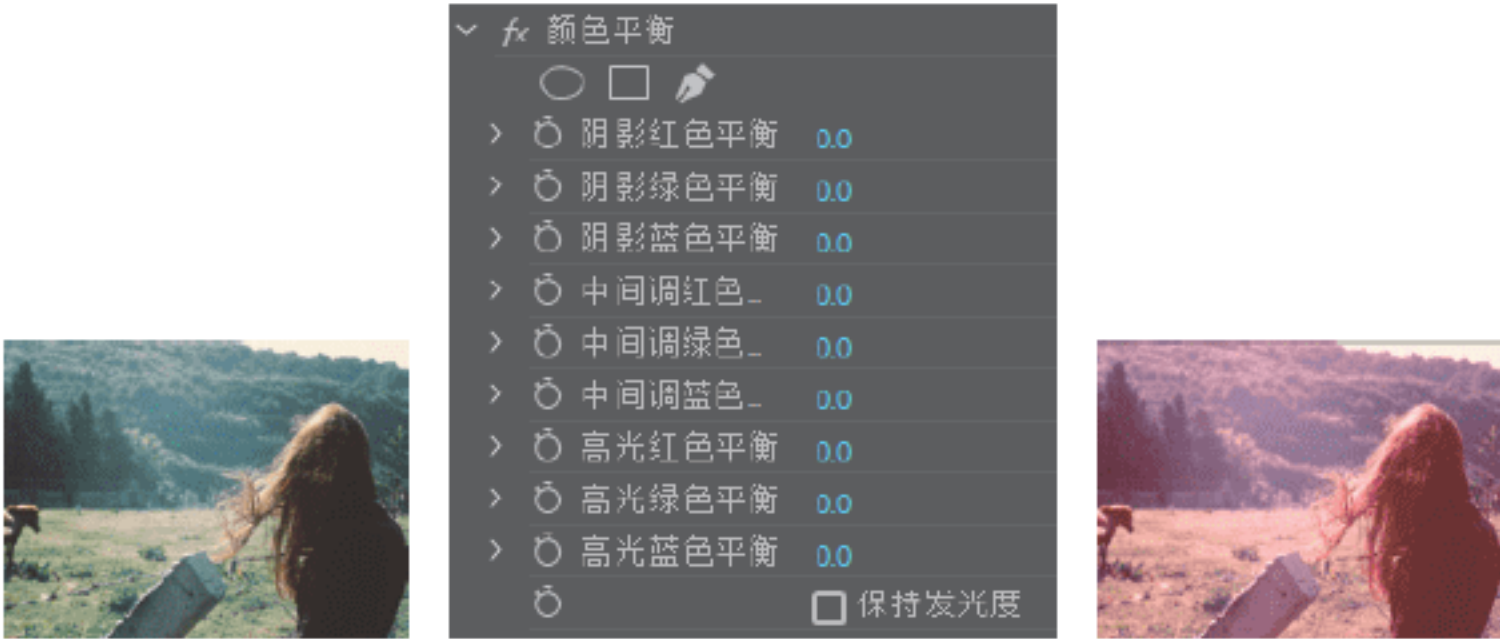 fx 颜色平衡
阴影红色平衡 0.0
阴影绿色平衡 0.0
阴影蓝色平衡 0.0
中间调红色... 0.0
中间调绿色... 0.0
中间调蓝色... 0.0
高光红色平衡 0.0
高光绿色平衡 0.0
高光蓝色平衡 0.0
保持发光度